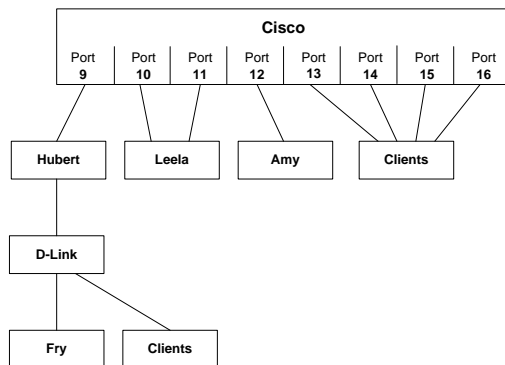 Cisco
Port Port Port Port Port Port Port Port
9 10 11 12 13 14 15 16
Hubert Leela Amy Clients
D-Link
Fry Clients